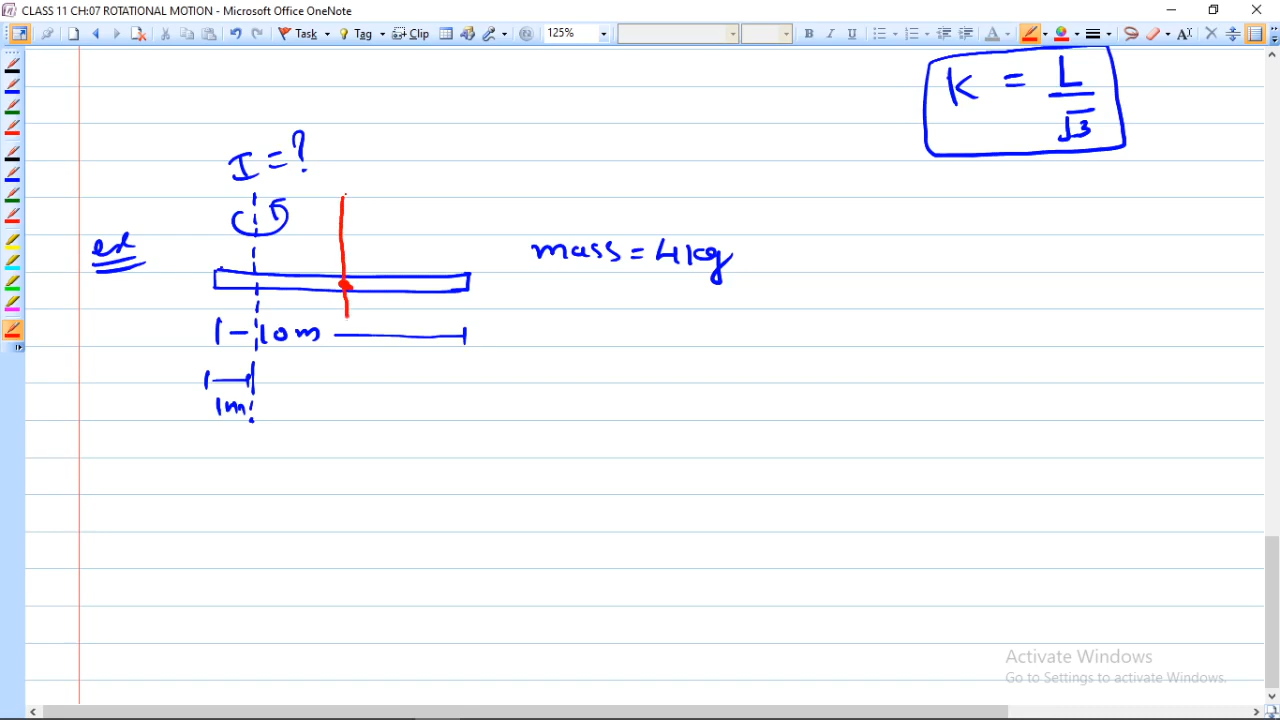 CLASS 11 CH:07 ROTATIONAL MOTION - Microsoft Office OneNote
Task Tag Clip 125% B I U A A
K = L/√3
I = ?
ex
mass = 4kg
10m
1m
Activate Windows
Go to Settings to activate Windows.